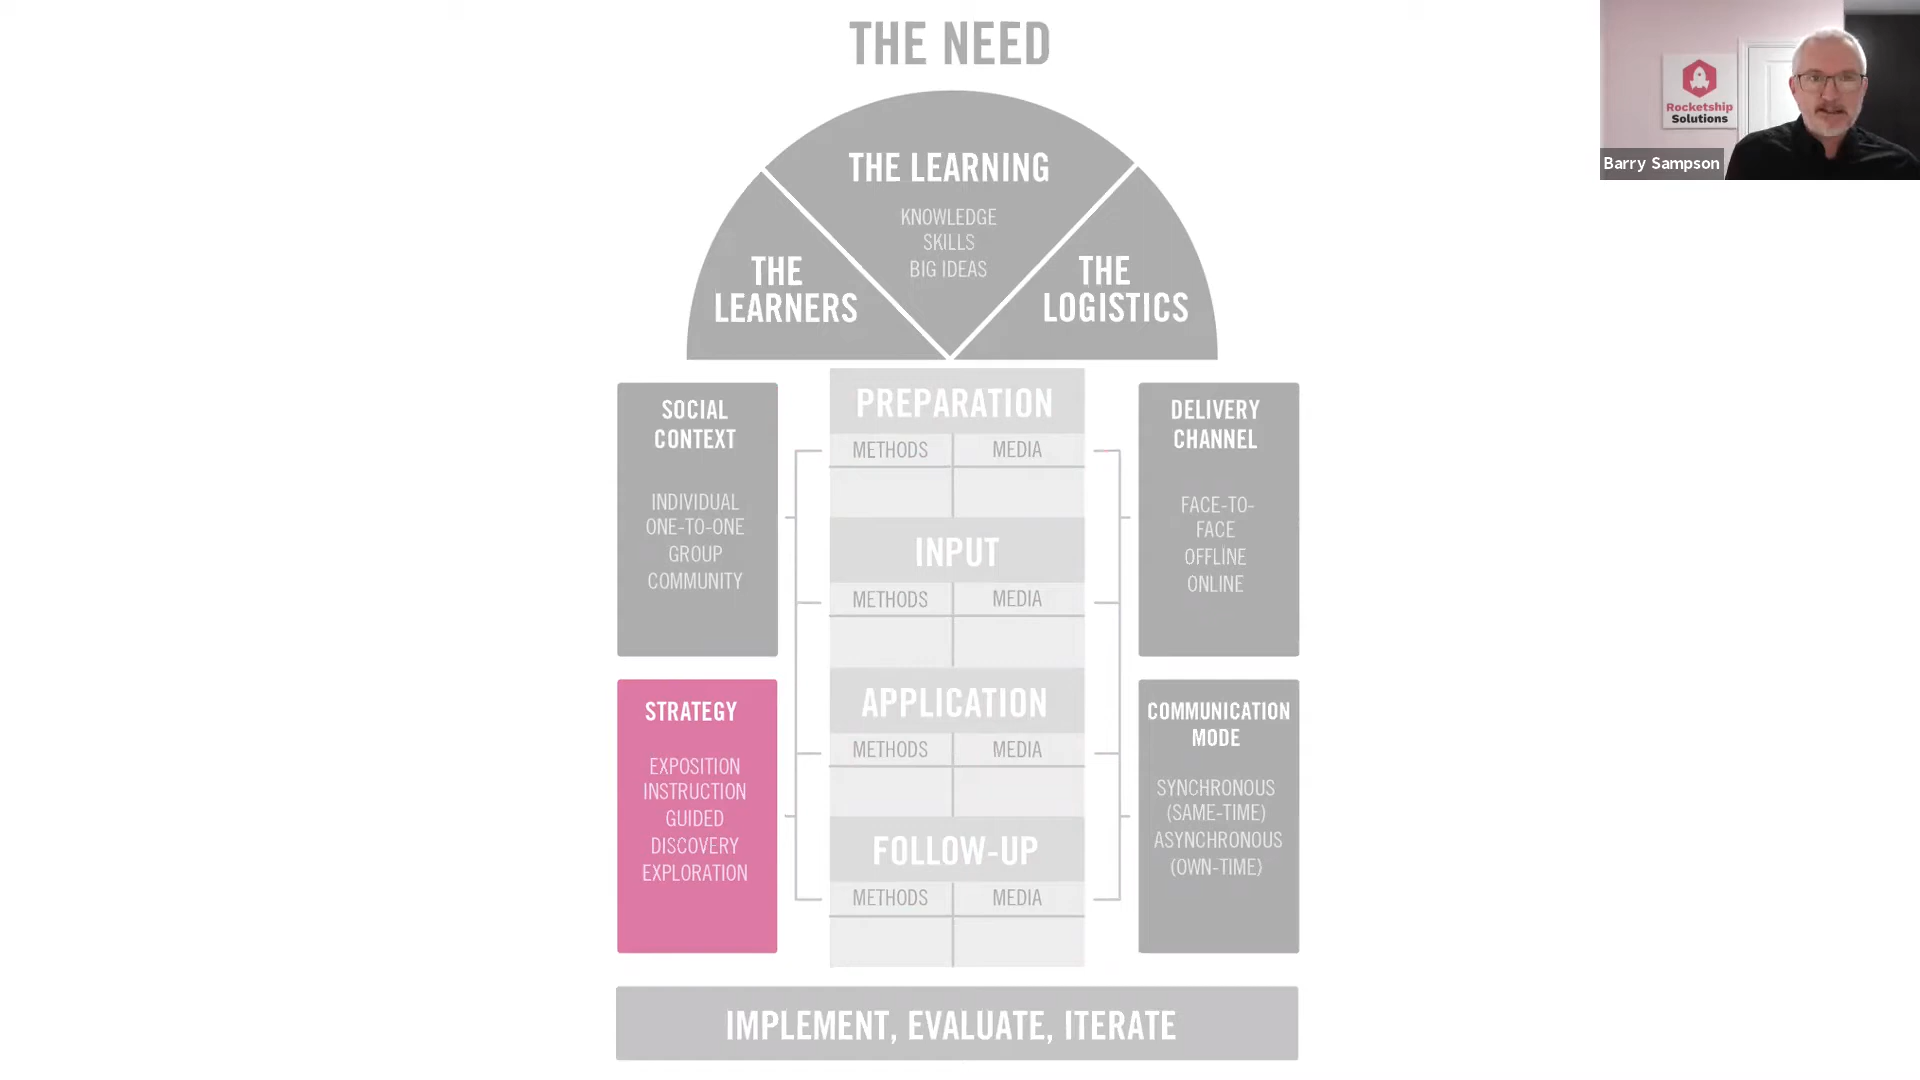 THE NEED
THE LEARNING
KNOWLEDGE
SKILLS
BIG IDEAS
THE
LEARNERS
THE
LOGISTICS
SOCIAL
CONTEXT
INDIVIDUAL
ONE-TO-ONE
GROUP
COMMUNITY
STRATEGY
EXPOSITION
INSTRUCTION
GUIDED
DISCOVERY
EXPLORATION
PREPARATION
METHODS MEDIA
INPUT
METHODS MEDIA
APPLICATION
METHODS MEDIA
FOLLOW-UP
METHODS MEDIA
DELIVERY
CHANNEL
FACE-TO-
FACE
OFFLINE
ONLINE
COMMUNICATION
MODE
SYNCHRONOUS
(SAME-TIME)
ASYNCHRONOUS
(OWN-TIME)
IMPLEMENT, EVALUATE, ITERATE
Rocketship
Solutions
Barry Sampson